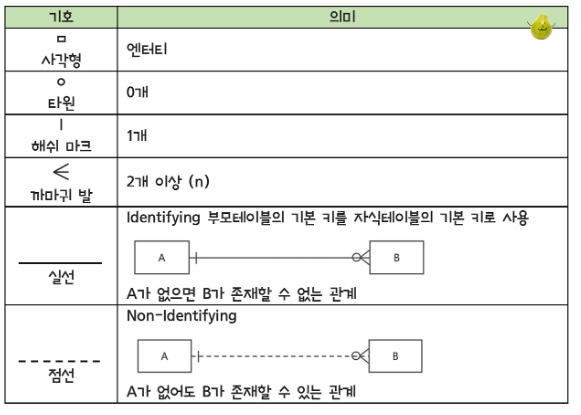 기호 의미
사각형 엔터티
타원 0개
해쉬 마크 1개
까마귀 발 2개 이상 (n)
Identifying 부모테이블의 기본 키를 자식테이블의 기본 키로 사용
A B
실선
A가 없으면 B가 존재할 수 없는 관계
Non-Identifying
A B
점선
A가 없어도 B가 존재할 수 있는 관계